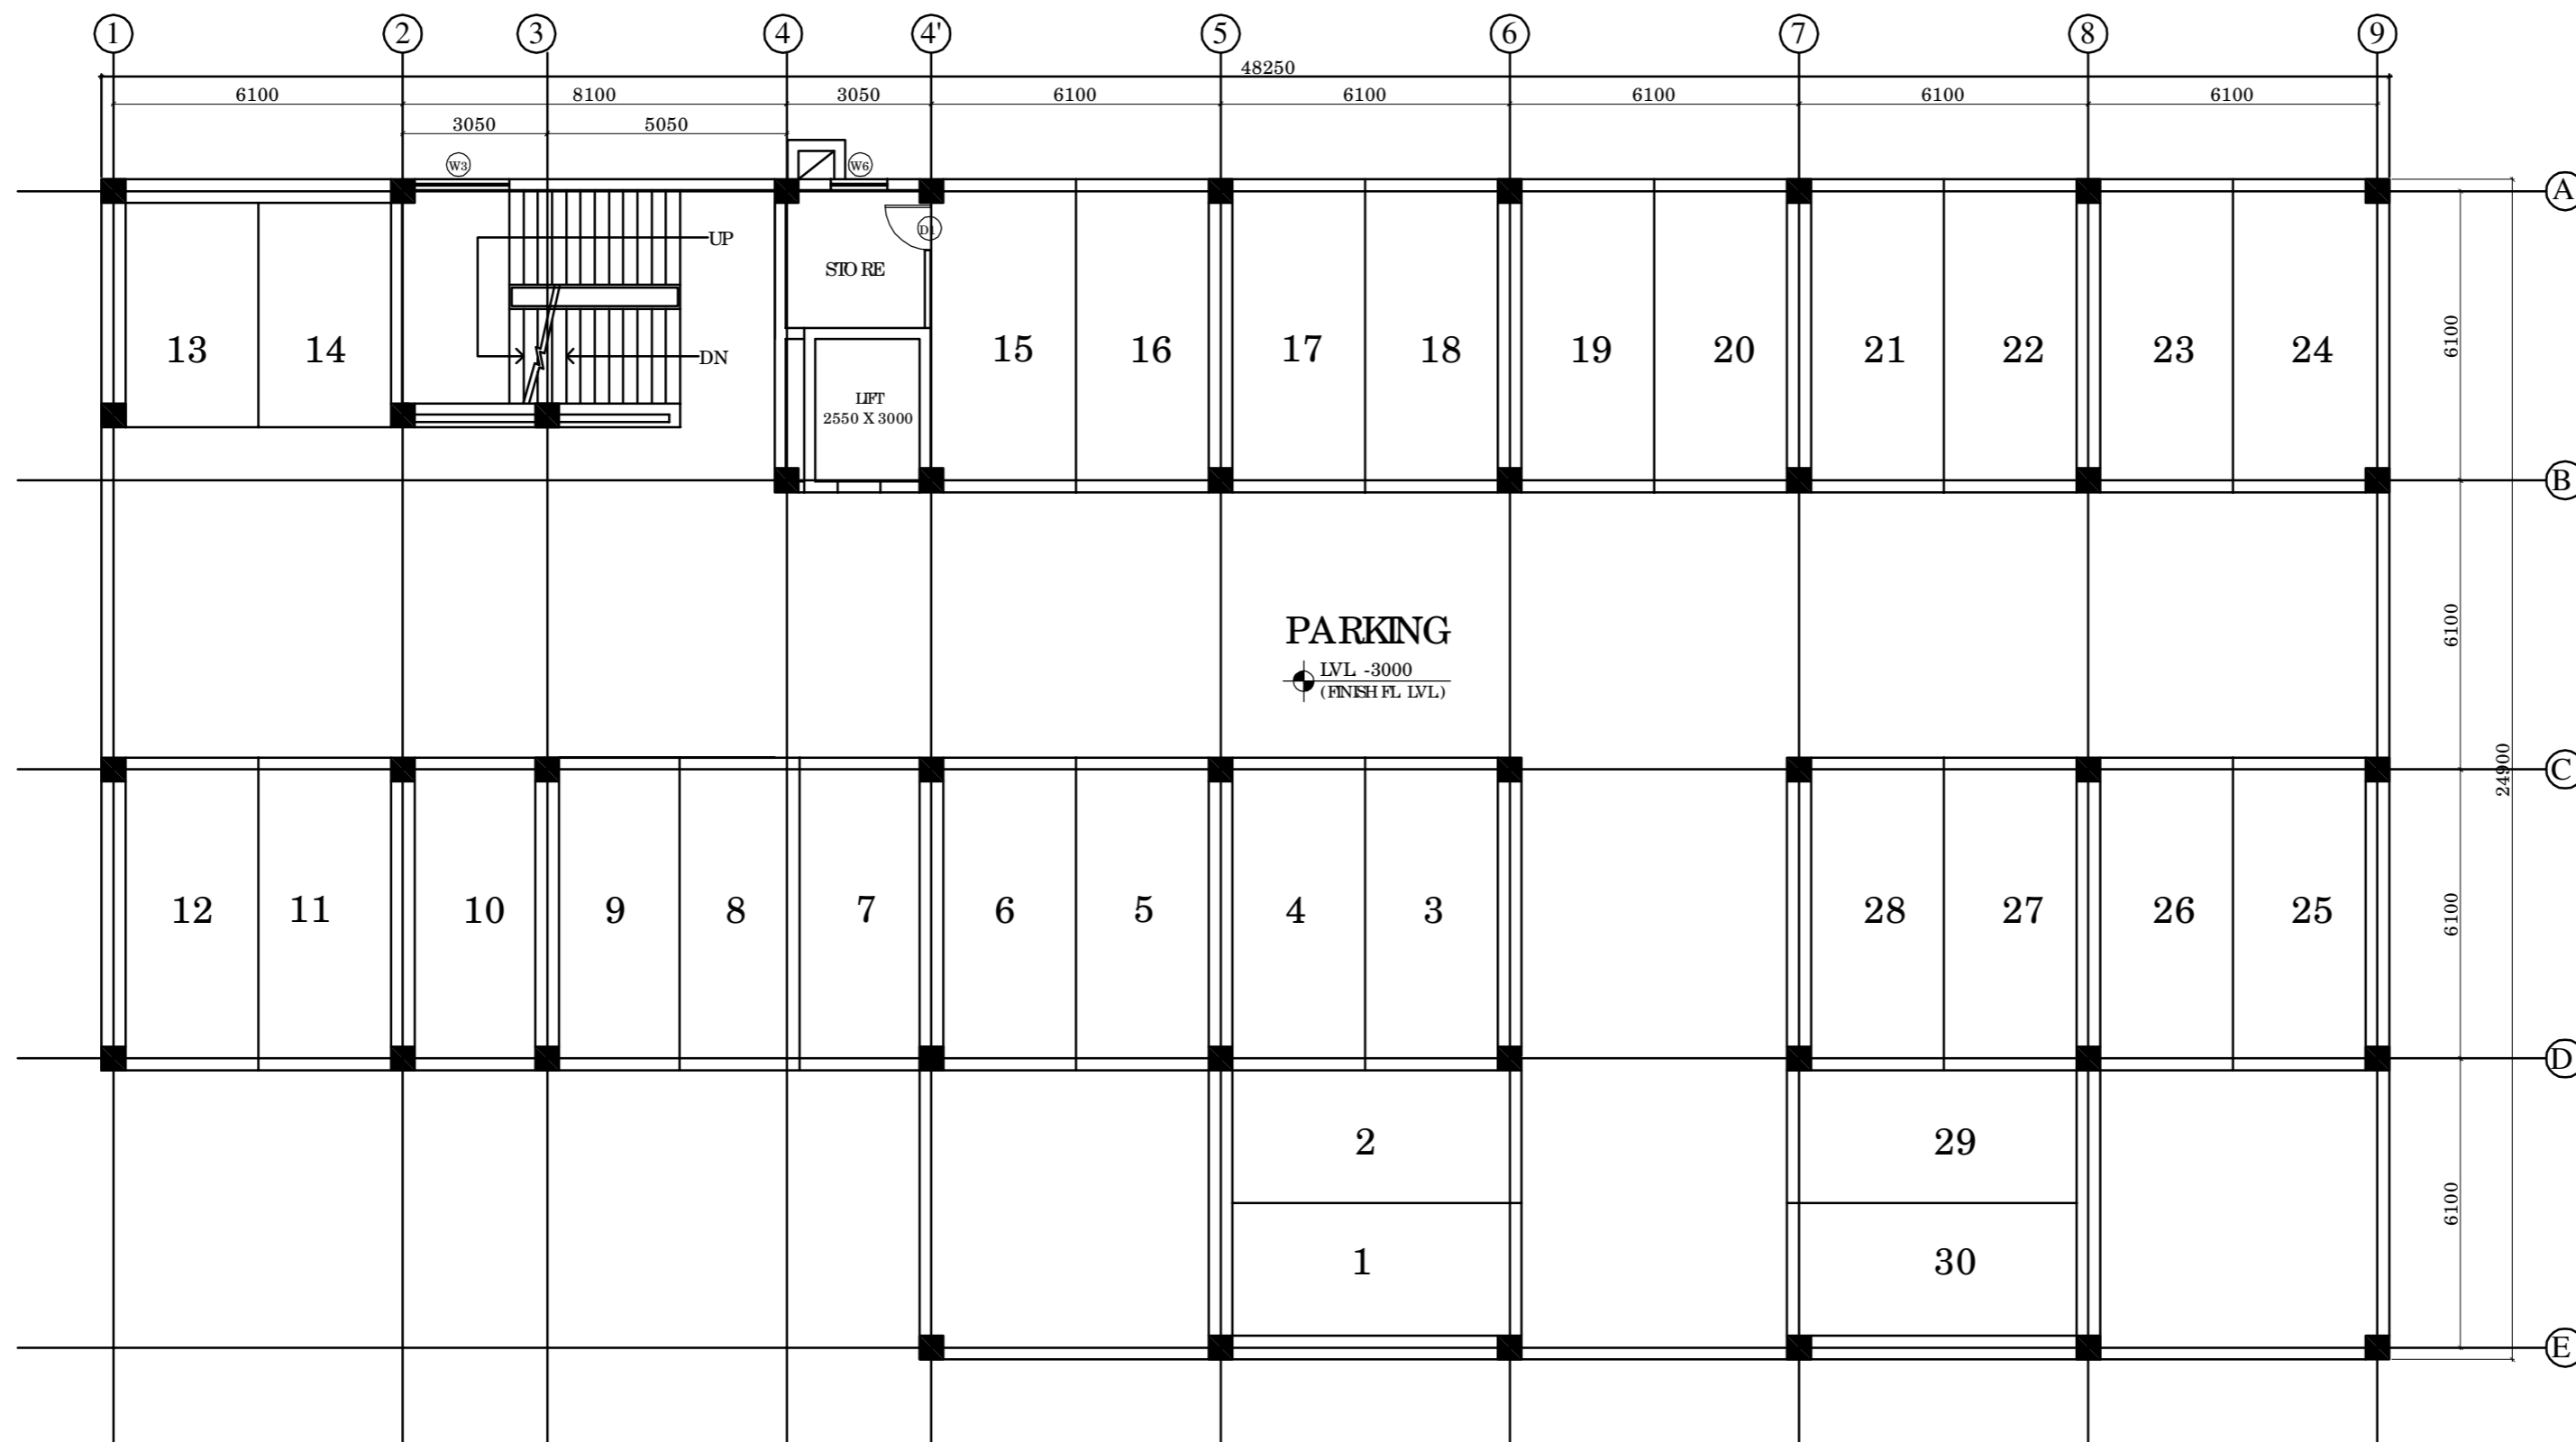 1 2 3 4 4' 5 6 7 8 9
48250
6100 8100 3050 6100 6100 6100 6100 6100
3050 5050
W3 W6
A
D1
UP
STORE
6100
13 14 15 16 17 18 19 20 21 22 23 24
DN
LIFT
2550 X 3000
B
PARKING
6100
LVL -3000
(FINISH FL LVL)
C
24900
12 11 10 9 8 7 6 5 4 3 28 27 26 25
6100
D
2 29
6100
1 30
E